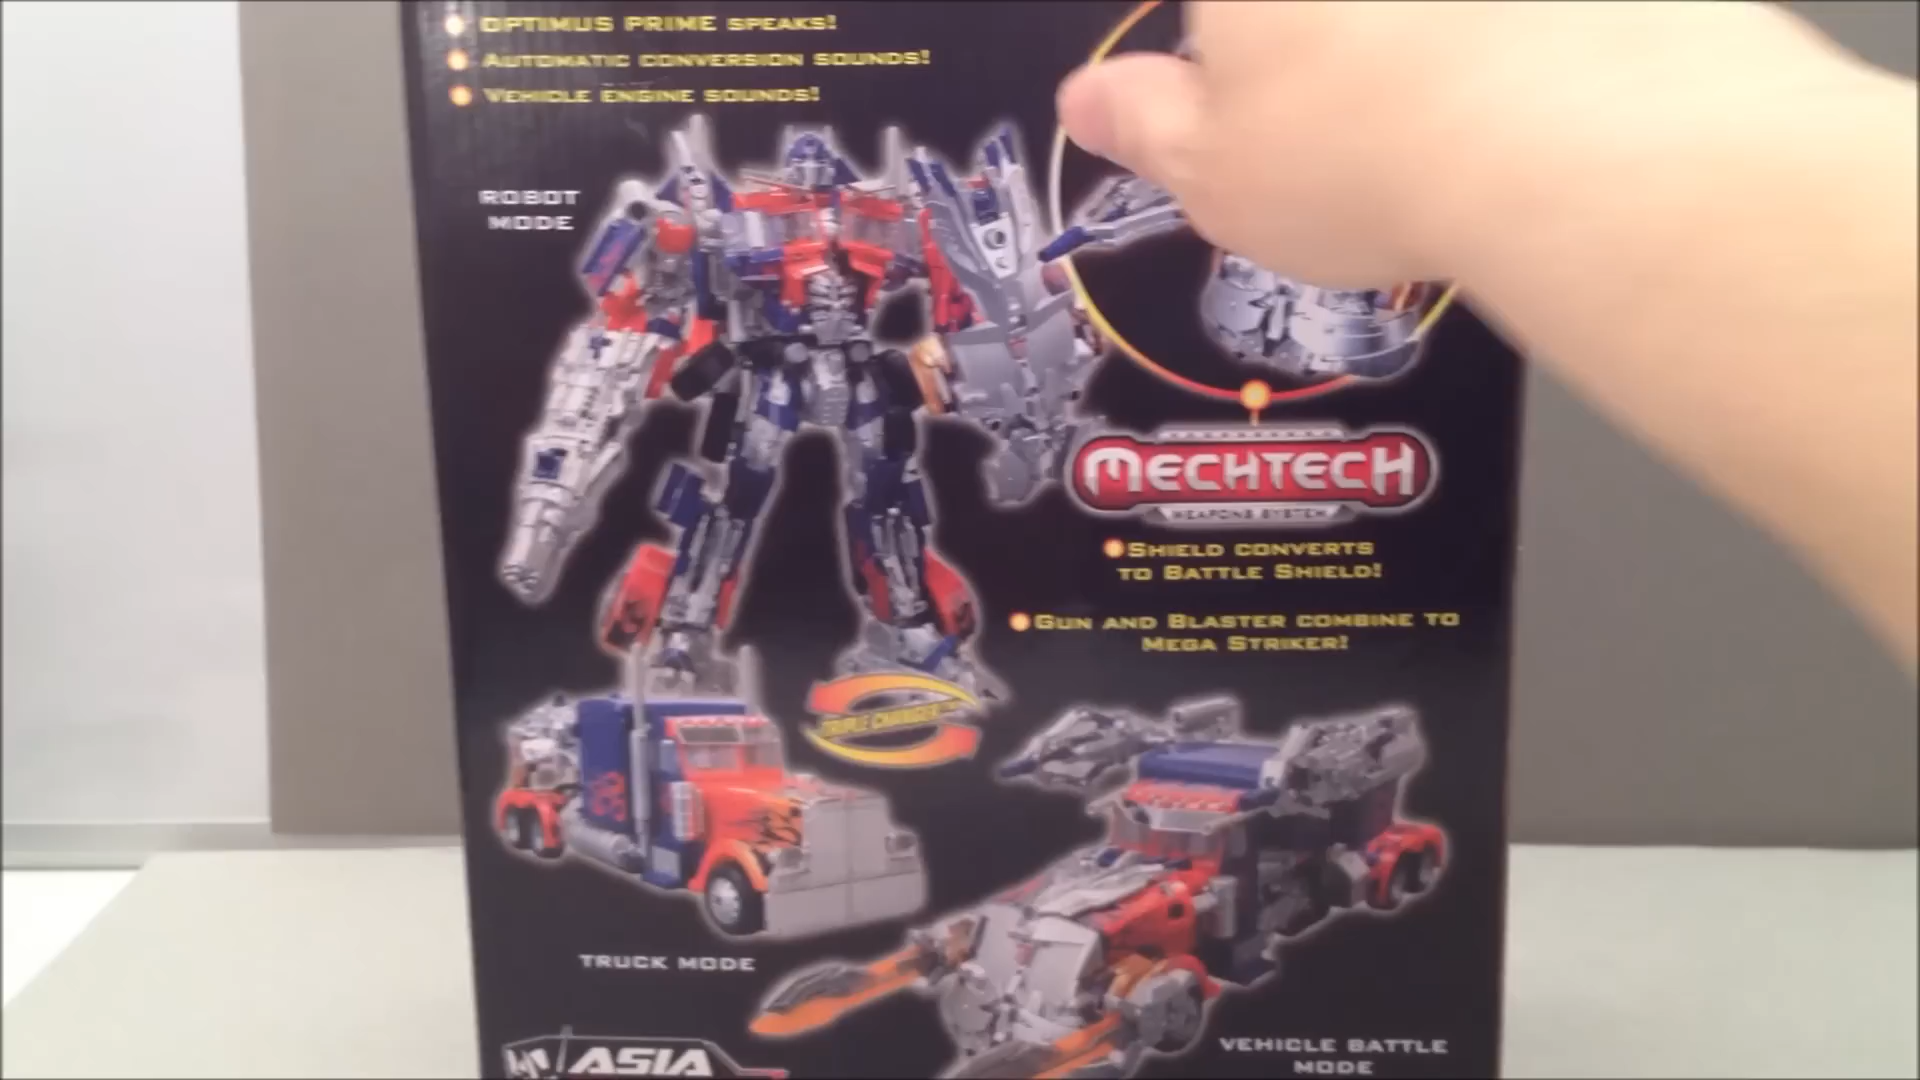 OPTIMUS PRIME SPEAKS!
AUTOMATIC CONVERSION SOUNDS!
VEHICLE ENGINE SOUNDS!
ROBOT
MODE
MECHTECH
WEAPONS SYSTEM
SHIELD CONVERTS
TO BATTLE SHIELD!
GUN AND BLASTER COMBINE TO
MEGA STRIKER!
TRIPLE CHANGER
TRUCK MODE
VEHICLE BATTLE
MODE
ASIA